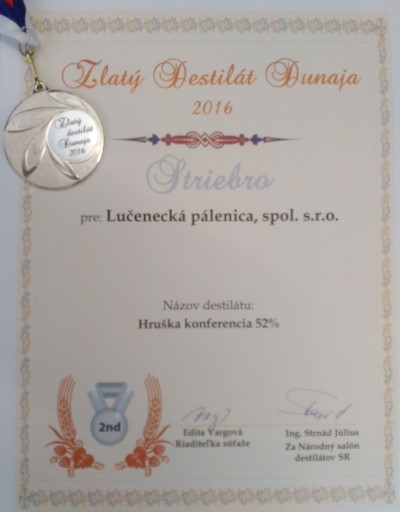 Zlatý Destilát Dunaja
2016
Zlatý
destilát
Dunaja
2016
Striebro
pre: Lučenecká pálenica, spol. s.r.o.
Názov destilátu:
Hruška konferencia 52%
2nd
Edita Vargová
Riaditeľka súťaže
Ing. Strnád Július
Za Národný salón
destilátov SR